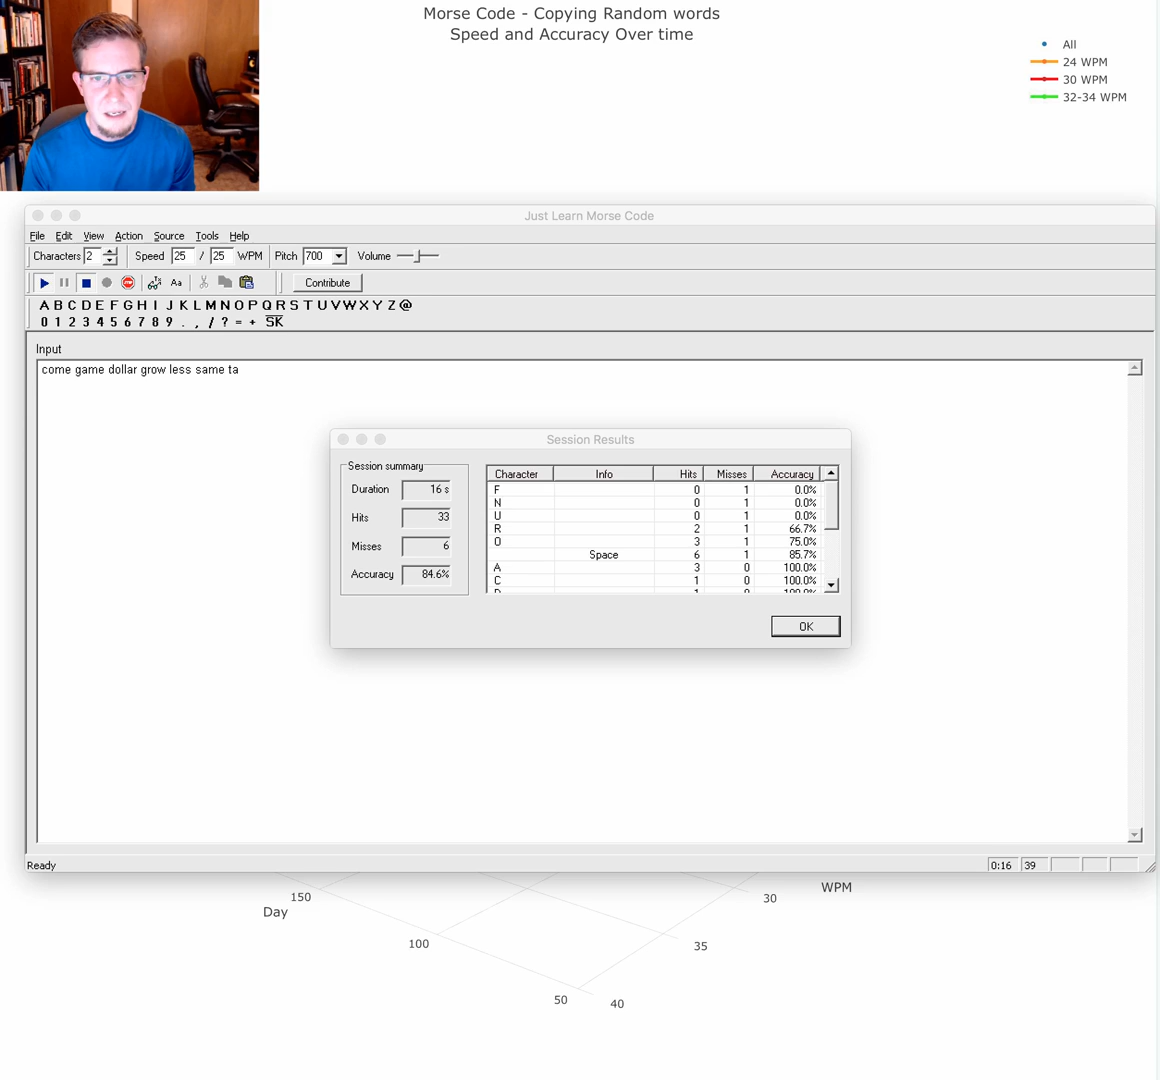 Morse Code - Copying Random words
Speed and Accuracy Over time
All
24 WPM
30 WPM
32-34 WPM
Just Learn Morse Code
File Edit View Action Source Tools Help
Characters 2 Speed 25 / 25 WPM Pitch 700 Volume
Aa Contribute
A B C D E F G H I J K L M N O P Q R S T U V W X Y Z @
0 1 2 3 4 5 6 7 8 9 . , / ? = + SK
Input
come game dollar grow less same ta
Session Results
Session summary
Duration 16 s
Hits 33
Misses 6
Accuracy 84.6%
Character Info Hits Misses Accuracy
F 0 1 0.0%
N 0 1 0.0%
U 0 1 0.0%
R 2 1 66.7%
O 3 1 75.0%
Space 6 1 85.7%
A 3 0 100.0%
C 1 0 100.0%
D 1 0 100.0%
OK
Ready 0:16 39
WPM
150 30
Day
100 35
50 40